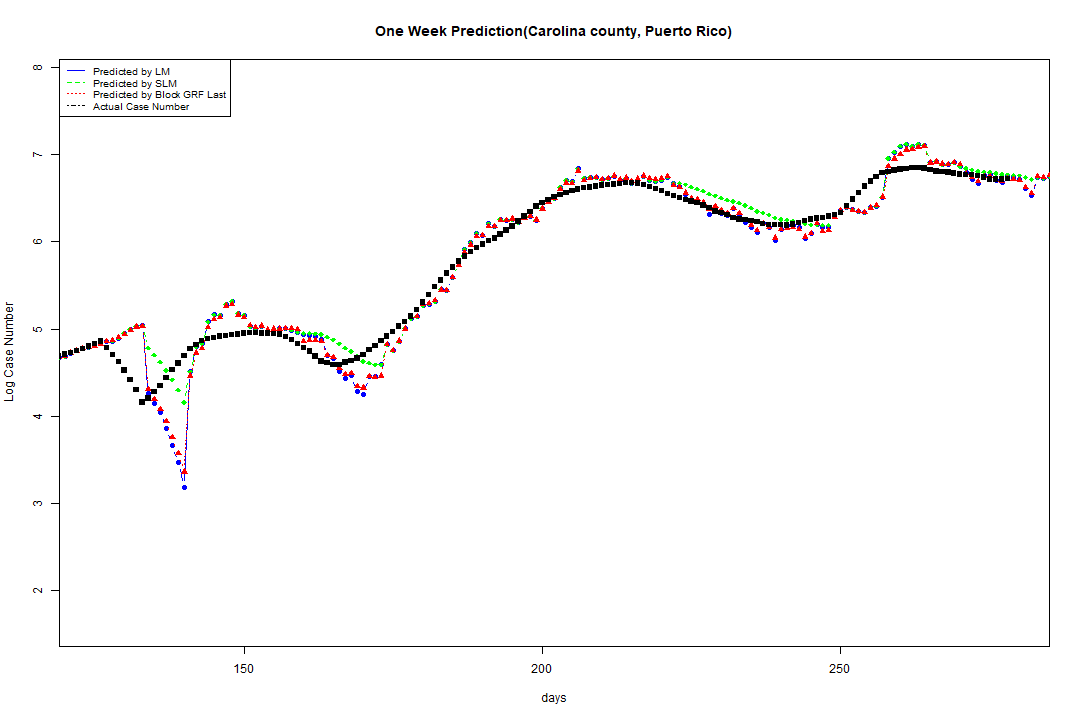 One Week Prediction(Carolina county, Puerto Rico)
Predicted by LM
Predicted by SLM
Predicted by Block GRF Last
Actual Case Number
Log Case Number
8
7
6
5
4
3
2
150
200
250
days